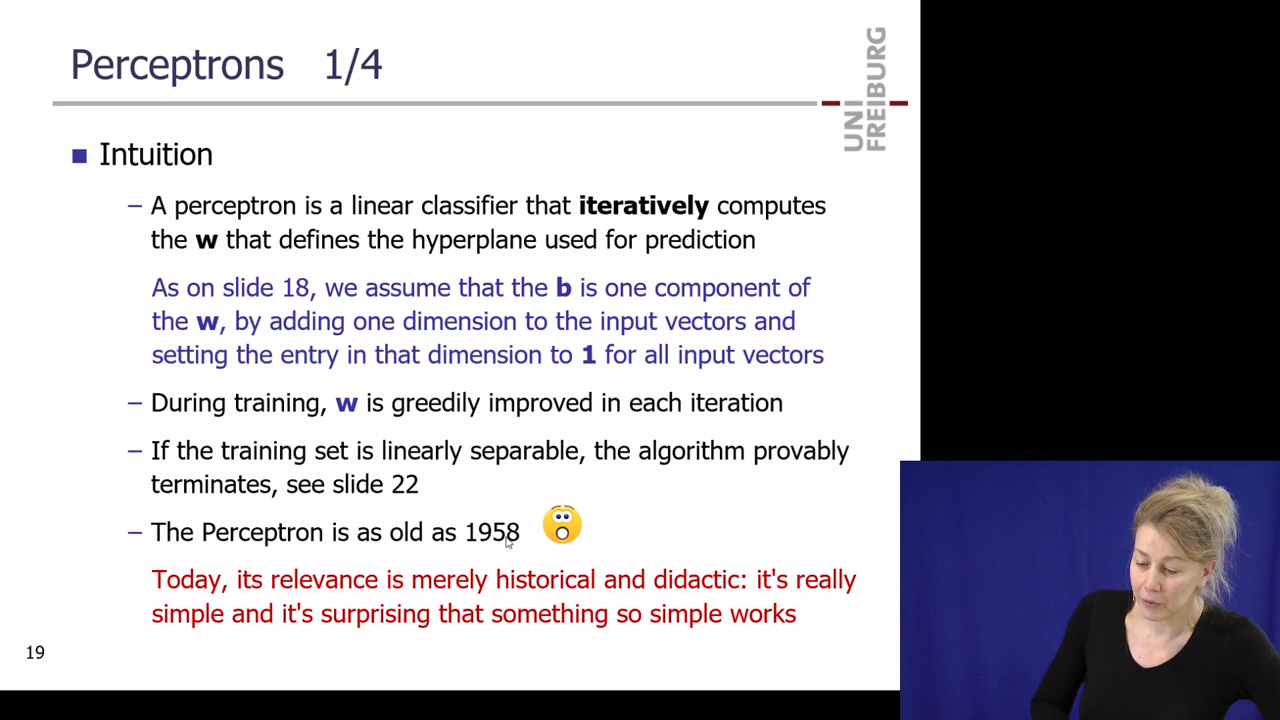 Perceptrons 1/4
UNI
FREIBURG
Intuition
– A perceptron is a linear classifier that iteratively computes
the w that defines the hyperplane used for prediction
As on slide 18, we assume that the b is one component of
the w, by adding one dimension to the input vectors and
setting the entry in that dimension to 1 for all input vectors
– During training, w is greedily improved in each iteration
– If the training set is linearly separable, the algorithm provably
terminates, see slide 22
– The Perceptron is as old as 1958
Today, its relevance is merely historical and didactic: it's really
simple and it's surprising that something so simple works
19